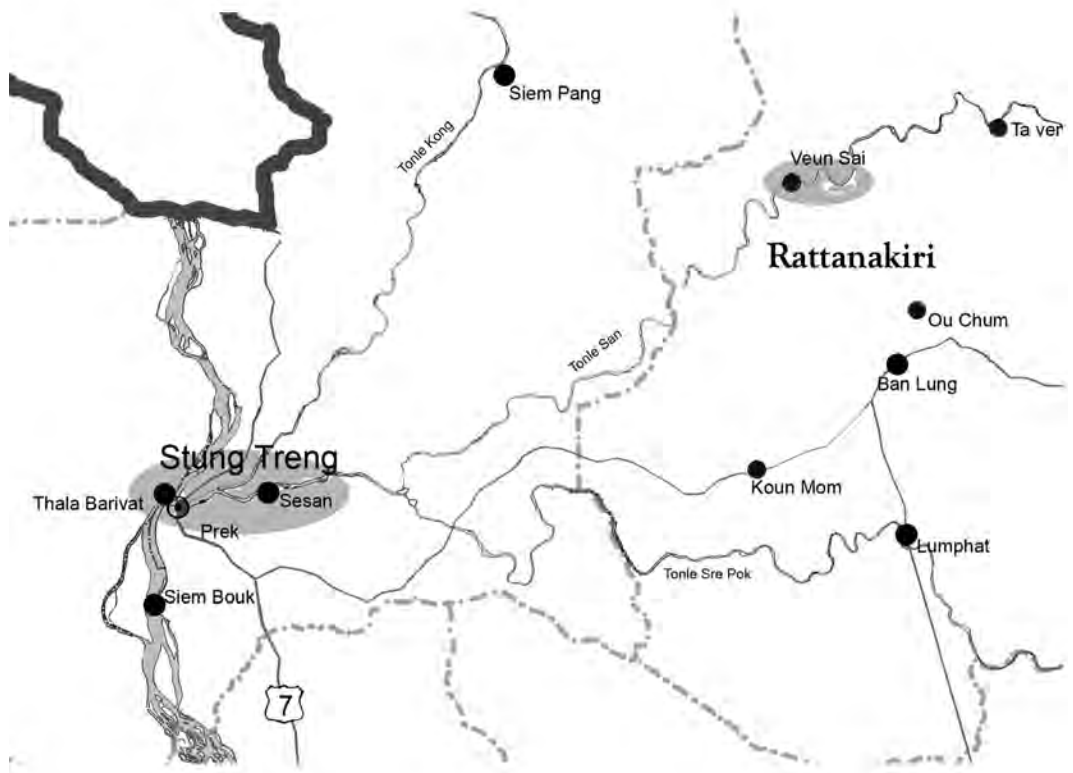 Siem Pang
Tonle Kong
Ta ver
Veun Sai
Rattanakiri
Ou Chum
Tonle San
Ban Lung
Stung Treng
Koun Mom
Thala Barivat
Sesan
Prek
Lumphat
Tonle Sre Pok
Siem Bouk
7